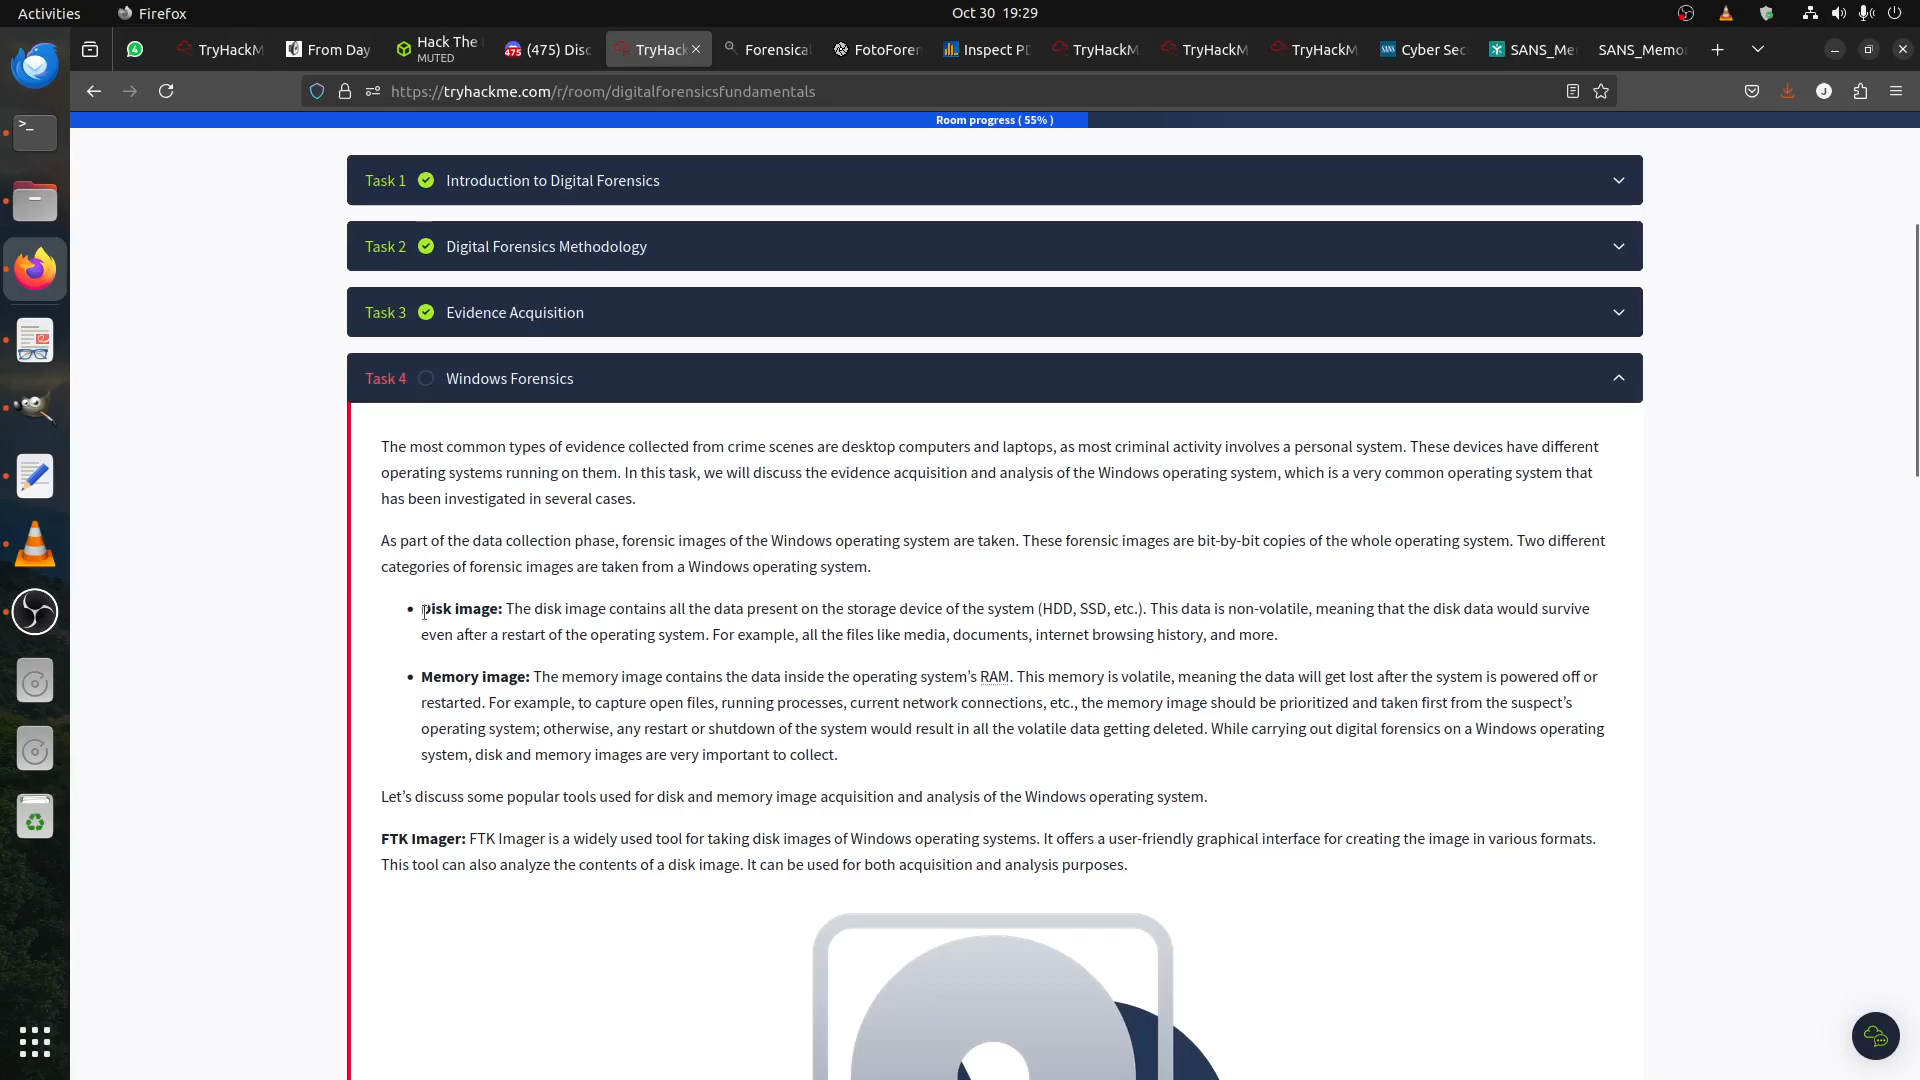 Activities
Firefox
Oct 30 19:29
TryHackM
From Day
Hack The
MUTED
(475) Disc
TryHack
Forensica
FotoForen
Inspect PD
TryHackM
TryHackM
TryHackM
Cyber Sec
SANS_Me
SANS_Memo
https://tryhackme.com/r/room/digitalforensicsfundamentals
Room progress ( 55% )
Task 1 Introduction to Digital Forensics
Task 2 Digital Forensics Methodology
Task 3 Evidence Acquisition
Task 4 Windows Forensics
The most common types of evidence collected from crime scenes are desktop computers and laptops, as most criminal activity involves a personal system. These devices have different
operating systems running on them. In this task, we will discuss the evidence acquisition and analysis of the Windows operating system, which is a very common operating system that
has been investigated in several cases.
As part of the data collection phase, forensic images of the Windows operating system are taken. These forensic images are bit-by-bit copies of the whole operating system. Two different
categories of forensic images are taken from a Windows operating system.
• Disk image: The disk image contains all the data present on the storage device of the system (HDD, SSD, etc.). This data is non-volatile, meaning that the disk data would survive
even after a restart of the operating system. For example, all the files like media, documents, internet browsing history, and more.
• Memory image: The memory image contains the data inside the operating system’s RAM. This memory is volatile, meaning the data will get lost after the system is powered off or
restarted. For example, to capture open files, running processes, current network connections, etc., the memory image should be prioritized and taken first from the suspect’s
operating system; otherwise, any restart or shutdown of the system would result in all the volatile data getting deleted. While carrying out digital forensics on a Windows operating
system, disk and memory images are very important to collect.
Let’s discuss some popular tools used for disk and memory image acquisition and analysis of the Windows operating system.
FTK Imager: FTK Imager is a widely used tool for taking disk images of Windows operating systems. It offers a user-friendly graphical interface for creating the image in various formats.
This tool can also analyze the contents of a disk image. It can be used for both acquisition and analysis purposes.